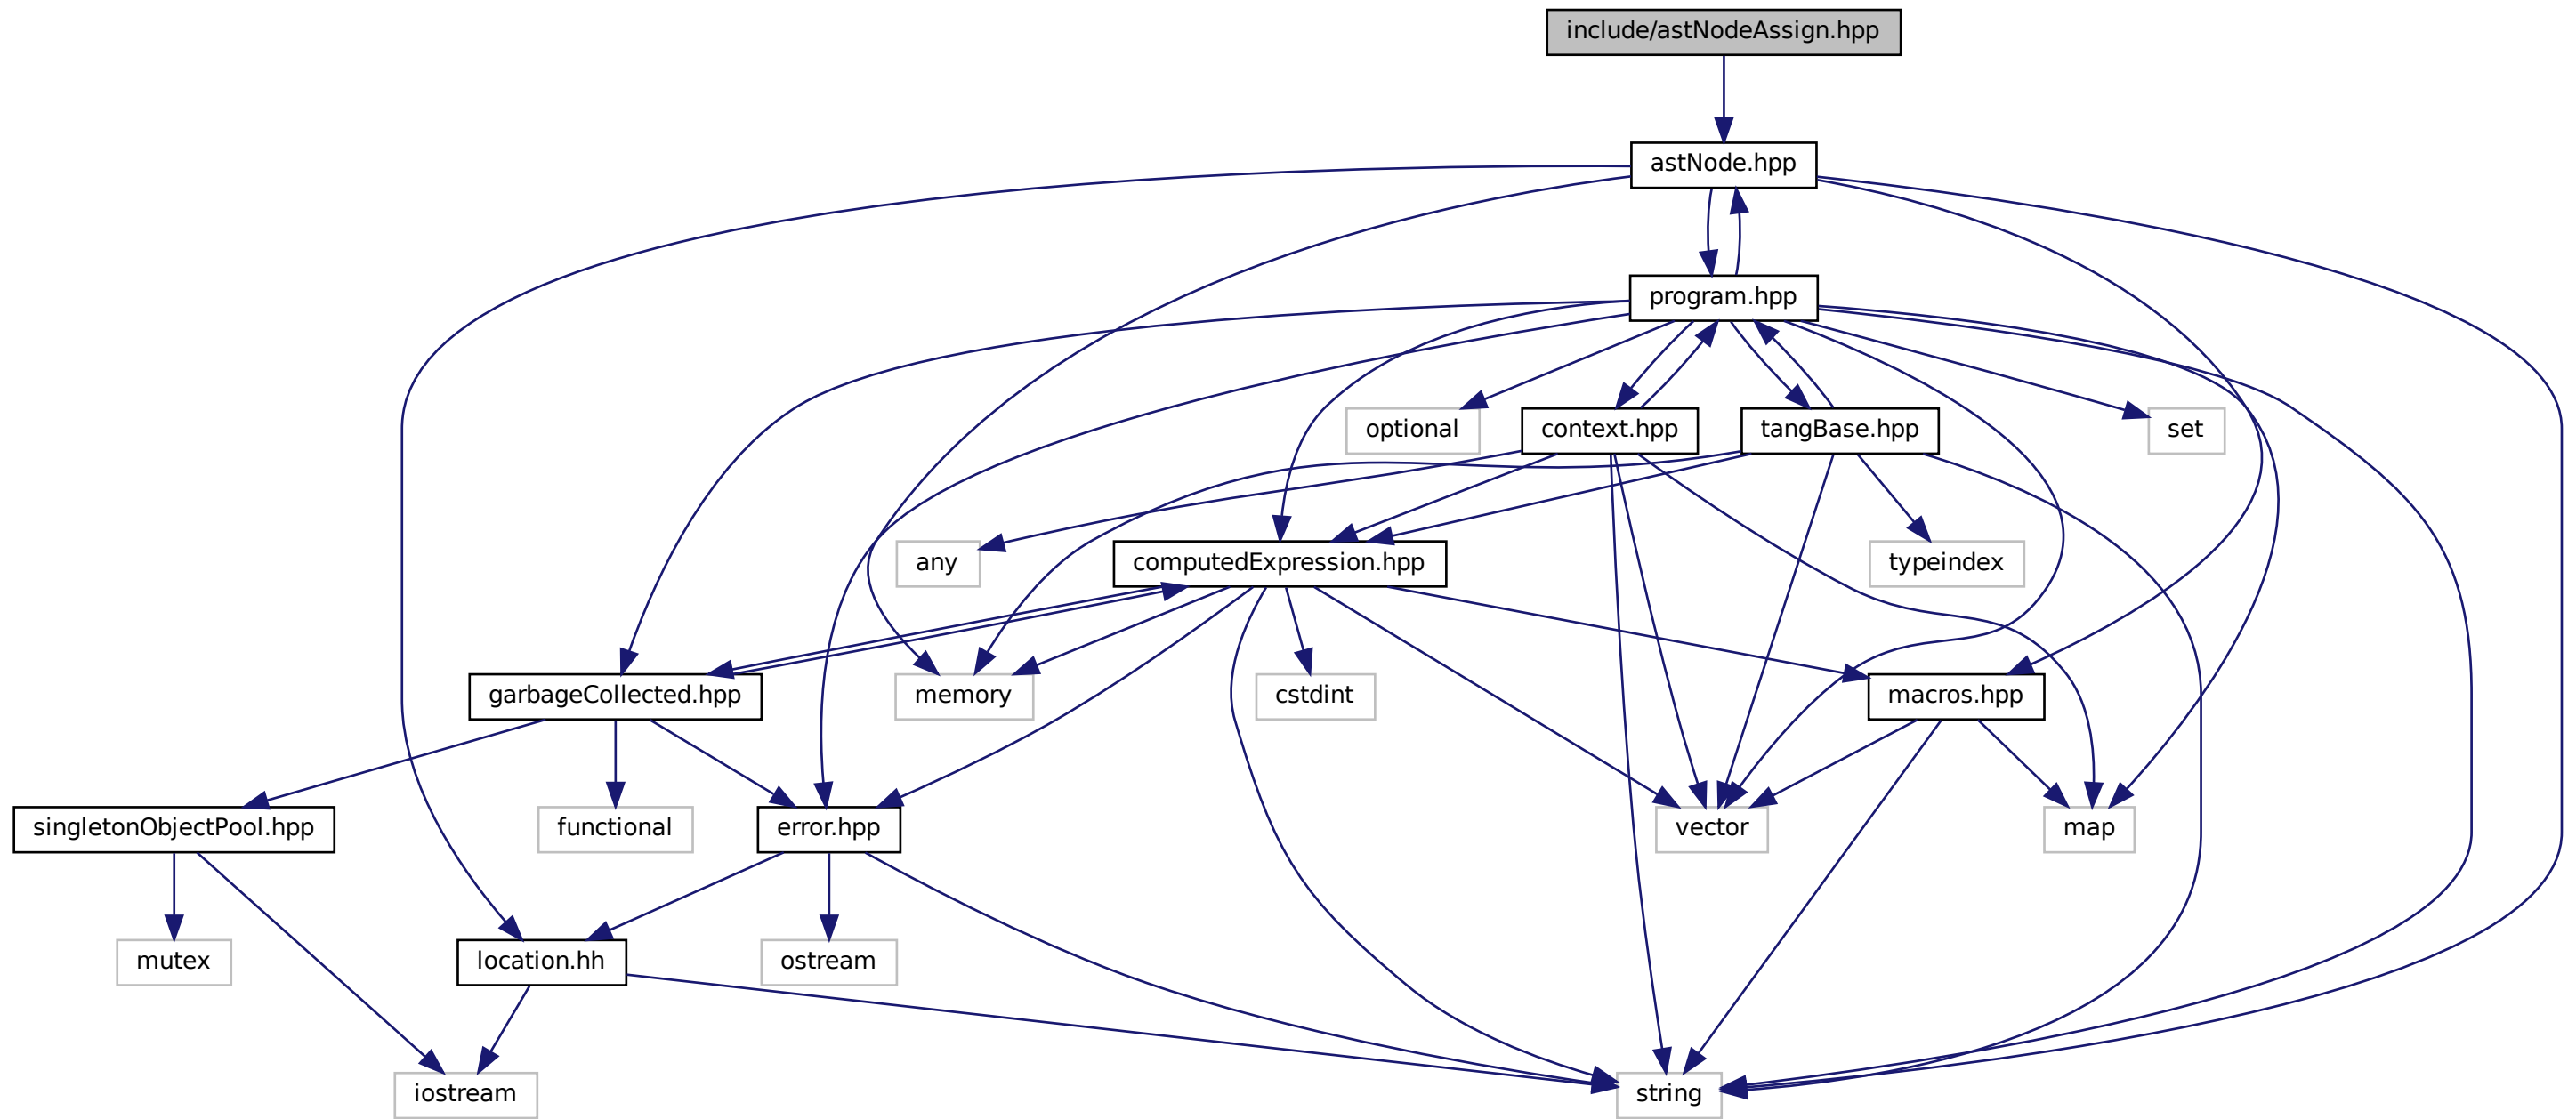 include/astNodeAssign.hpp
astNode.hpp
program.hpp
optional
context.hpp
tangBase.hpp
set
any
computedExpression.hpp
typeindex
garbageCollected.hpp
memory
cstdint
macros.hpp
singletonObjectPool.hpp
functional
error.hpp
vector
map
mutex
location.hh
ostream
iostream
string